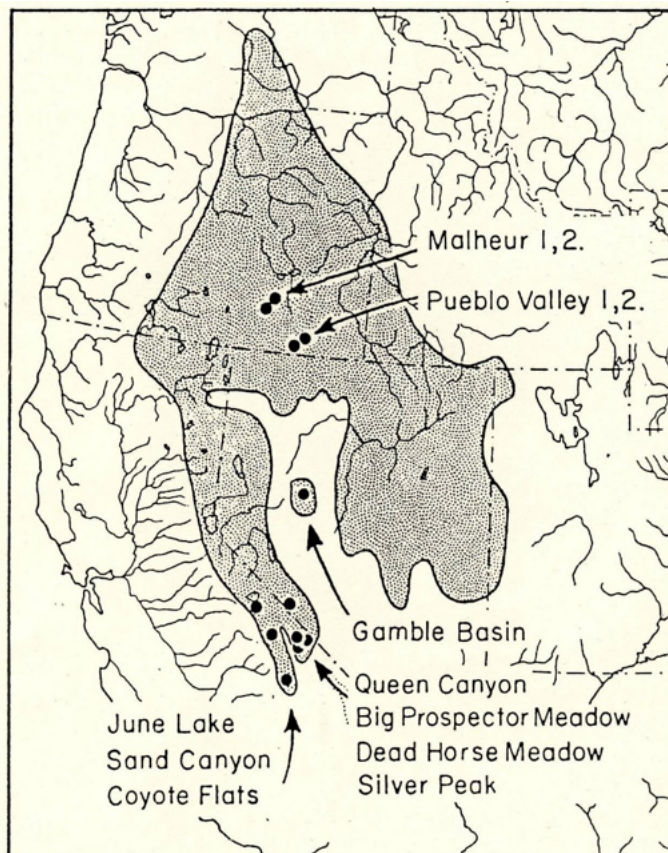 Malheur 1,2.
Pueblo Valley 1,2.
Gamble Basin
Queen Canyon
Big Prospector Meadow
Dead Horse Meadow
Silver Peak
June Lake
Sand Canyon
Coyote Flats